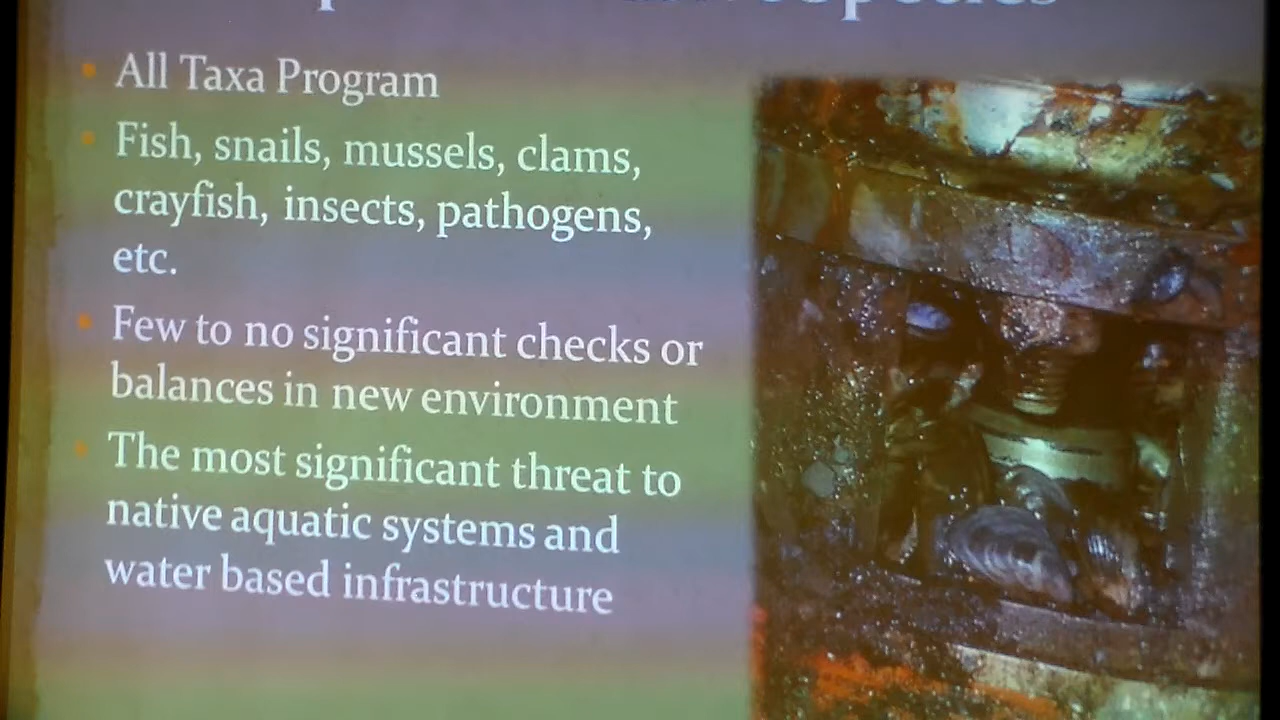 All Taxa Program
Fish, snails, mussels, clams,
crayfish, insects, pathogens,
etc.
Few to no significant checks or
balances in new environment
The most significant threat to
native aquatic systems and
water based infrastructure